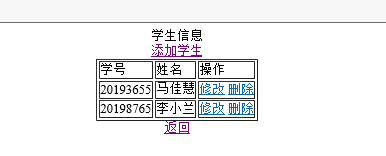 学生信息
添加学生
学号 姓名 操作
20193655 马佳慧 修改 删除
20198765 李小兰 修改 删除
返回